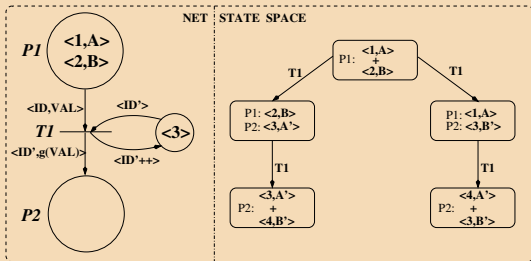 NET
STATE SPACE
P1
<1,A>
<2,B>
<ID,VAL>
<ID'>
T1
<3>
<ID',g(VAL)>
<ID'++>
P2
P1: <1,A>
+
<2,B>
T1
T1
P1: <2,B>
P2: <3,A'>
P1: <1,A>
P2: <3,B'>
T1
T1
P2: <3,A'>
+
<4,B'>
P2: <4,A'>
+
<3,B'>